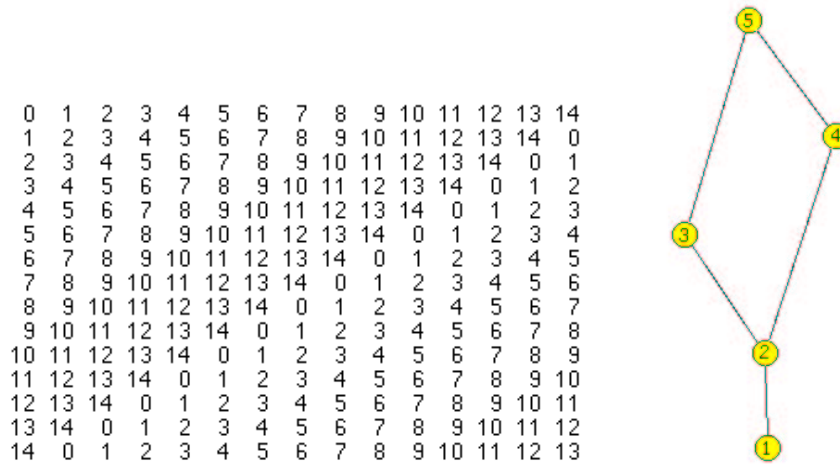 5
0 1 2 3 4 5 6 7 8 9 10 11 12 13 14
1 2 3 4 5 6 7 8 9 10 11 12 13 14 0
4
2 3 4 5 6 7 8 9 10 11 12 13 14 0 1
3 4 5 6 7 8 9 10 11 12 13 14 0 1 2
4 5 6 7 8 9 10 11 12 13 14 0 1 2 3
5 6 7 8 9 10 11 12 13 14 0 1 2 3 4
3
6 7 8 9 10 11 12 13 14 0 1 2 3 4 5
7 8 9 10 11 12 13 14 0 1 2 3 4 5 6
8 9 10 11 12 13 14 0 1 2 3 4 5 6 7
9 10 11 12 13 14 0 1 2 3 4 5 6 7 8
10 11 12 13 14 0 1 2 3 4 5 6 7 8 9
2
11 12 13 14 0 1 2 3 4 5 6 7 8 9 10
12 13 14 0 1 2 3 4 5 6 7 8 9 10 11
13 14 0 1 2 3 4 5 6 7 8 9 10 11 12
14 0 1 2 3 4 5 6 7 8 9 10 11 12 13
1